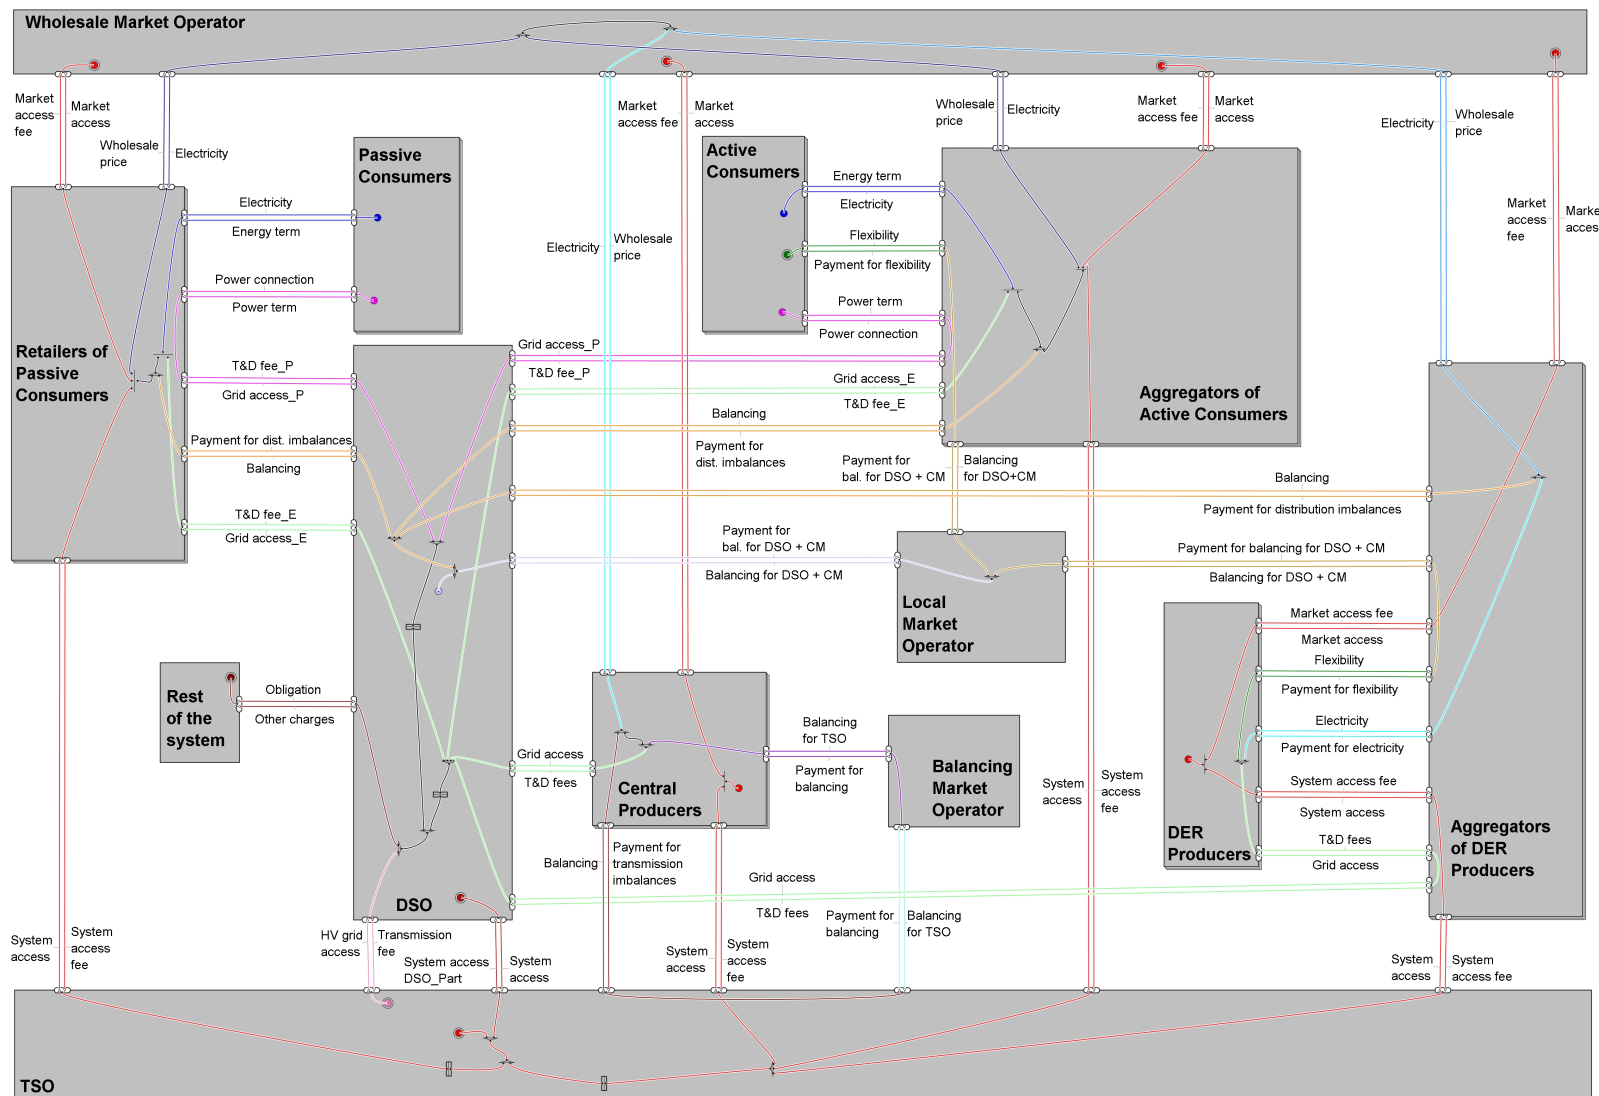 Wholesale Market Operator
Market
access
fee
Market
access
Wholesale
price
Electricity
Market
access fee
Market
access
Wholesale
price
Electricity
Market
access fee
Market
access
Electricity
Wholesale
price
Passive
Consumers
Active
Consumers
Electricity
Energy term
Power connection
Power term
Energy term
Electricity
Flexibility
Payment for flexibility
Power term
Power connection
Electricity
Wholesale
price
Market
access
fee
Market
access
Retailers of
Passive
Consumers
T&D fee_P
Grid access_P
Payment for dist. imbalances
Balancing
T&D fee_E
Grid access_E
Grid access_P
T&D fee_P
Grid access_E
T&D fee_E
Balancing
Payment for
dist. imbalances
Aggregators of
Active Consumers
Payment for
bal. for DSO + CM
Balancing
for DSO+CM
Balancing
Payment for distribution imbalances
Payment for
bal. for DSO + CM
Balancing for DSO + CM
Payment for balancing for DSO + CM
Balancing for DSO + CM
Local
Market
Operator
Market access fee
Market access
Flexibility
Payment for flexibility
Electricity
Payment for electricity
System access fee
System access
T&D fees
Grid access
DER
Producers
Aggregators
of DER
Producers
Rest
of the
system
Obligation
Other charges
Grid access
T&D fees
Central
Producers
Balancing
for TSO
Payment for
balancing
Balancing
Market
Operator
System
access
System
access
fee
Balancing
Payment for
transmission
imbalances
DSO
Grid access
T&D fees
System
access
System
access
fee
HV grid
access
Transmission
fee
System access
DSO_Part
System
access
System
access
System
access
fee
Payment for
balancing
Balancing
for TSO
System
access
System
access fee
TSO